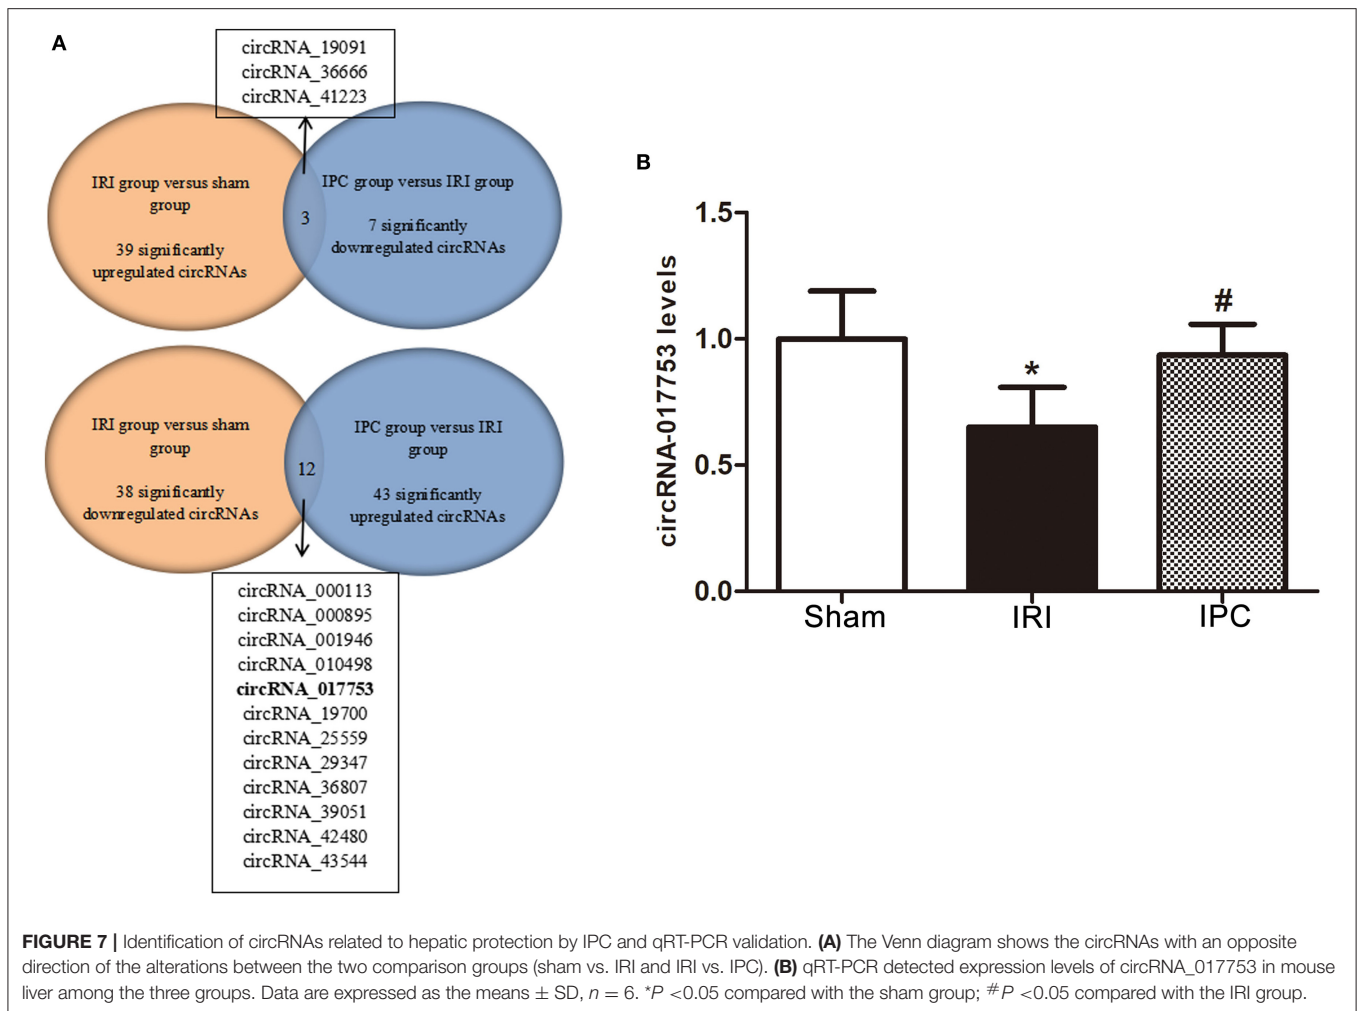 A
circRNA_19091
circRNA_36666
circRNA_41223
IRI group versus sham
group
39 significantly
upregulated circRNAs
3
IPC group versus IRI group
7 significantly
downregulated circRNAs
IRI group versus sham
group
38 significantly
downregulated circRNAs
12
IPC group versus IRI
group
43 significantly
upregulated circRNAs
circRNA_000113
circRNA_000895
circRNA_001946
circRNA_010498
circRNA_017753
circRNA_19700
circRNA_25559
circRNA_29347
circRNA_36807
circRNA_39051
circRNA_42480
circRNA_43544
B
circRNA-017753 levels
1.5
1.0
0.5
0.0
*
#
Sham
IRI
IPC
FIGURE 7 | Identification of circRNAs related to hepatic protection by IPC and qRT-PCR validation. (A) The Venn diagram shows the circRNAs with an opposite
direction of the alterations between the two comparison groups (sham vs. IRI and IRI vs. IPC). (B) qRT-PCR detected expression levels of circRNA_017753 in mouse
liver among the three groups. Data are expressed as the means ± SD, n = 6. *P <0.05 compared with the sham group; #P <0.05 compared with the IRI group.